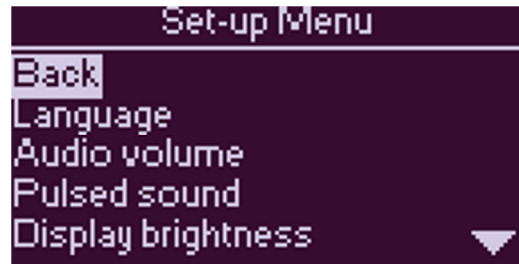 Set-up Menu
Back
Language
Audio volume
Pulsed sound
Display brightness